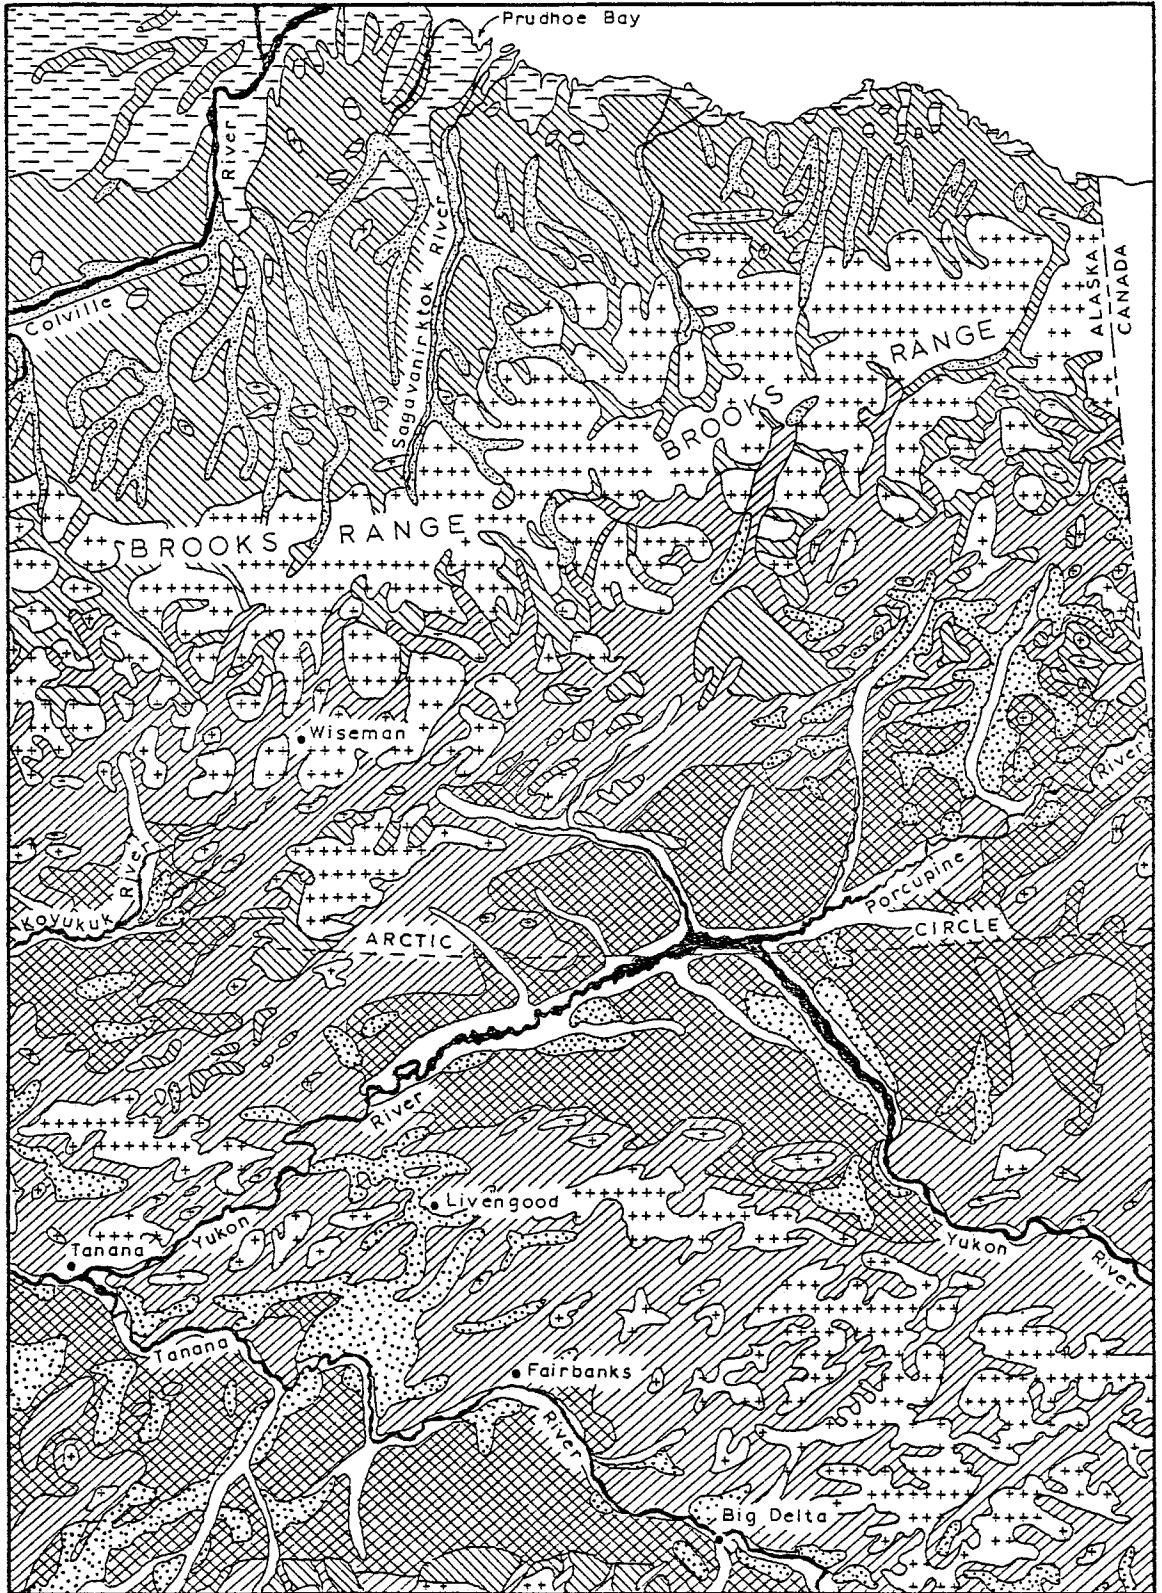 Prudhoe Bay
River
Colville
Sagavanirktok River
ALASKA
CANADA
RANGE
BROOKS
BROOKS RANGE
Wiseman
River
River
Koyukuk
Porcupine
ARCTIC
CIRCLE
River
Livengood
Yukon
Tanana
Yukon
River
Tanana
Fairbanks
River
Big Delta